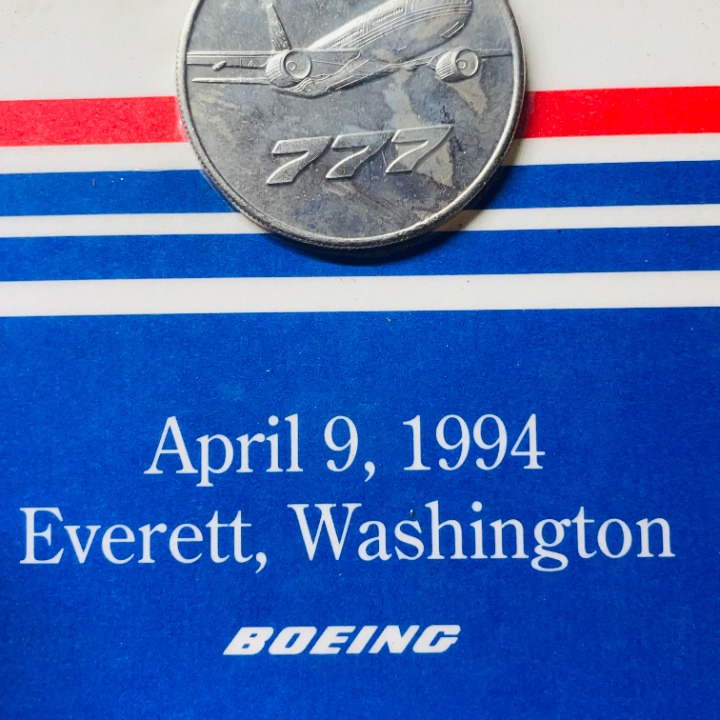 777
April 9, 1994
Everett, Washington
BOEING